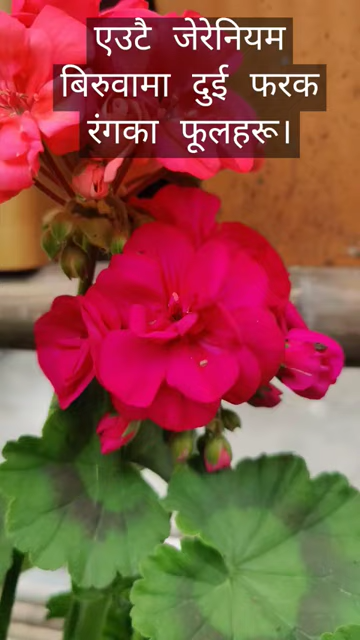 एउटै जेरेनियम
बिरुवामा दुई फरक
रंगका फूलहरू।